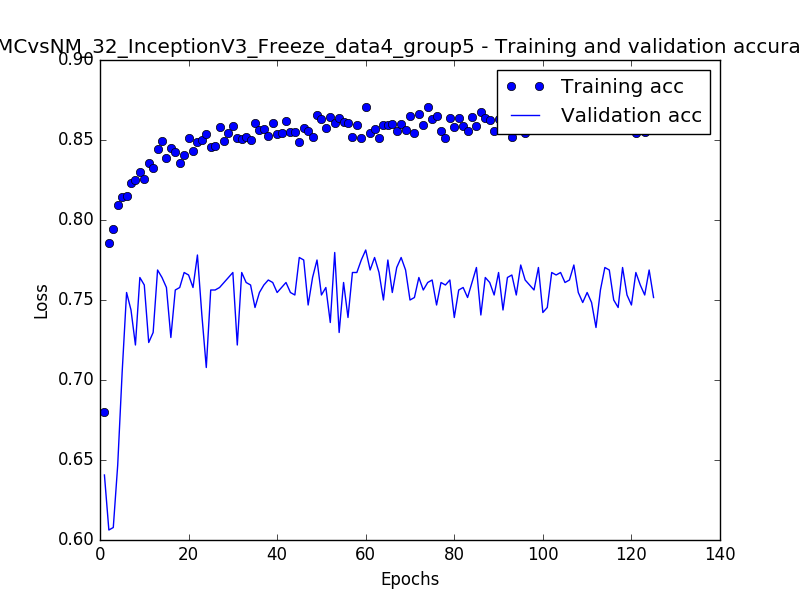 MCvsNM_32_InceptionV3_Freeze_data4_group5 - Training and validation accura
0.90
0.85
0.80
0.75
0.70
0.65
0.60
Loss
Training acc
Validation acc
0 20 40 60 80 100 120 140
Epochs